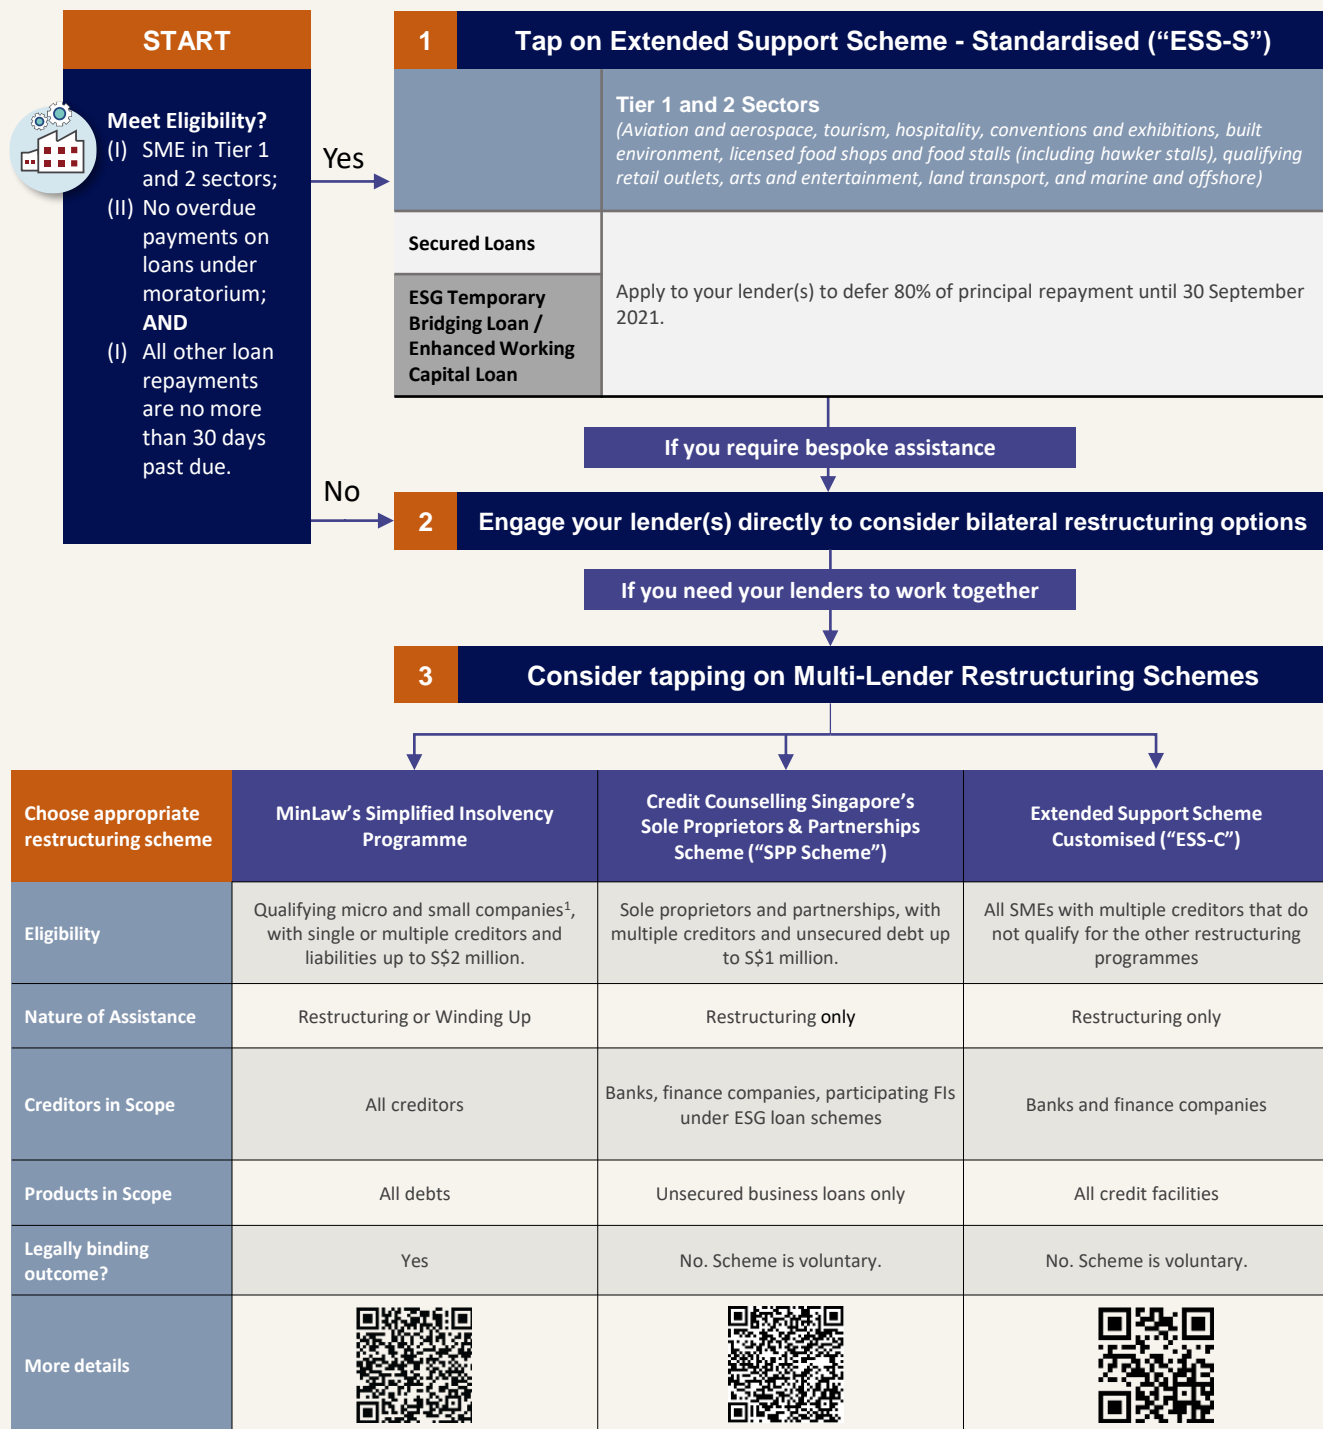 START
Meet Eligibility?
(I) SME in Tier 1
and 2 sectors;
(II) No overdue
payments on
loans under
moratorium;
AND
(I) All other loan
repayments
are no more
than 30 days
past due.
Yes
No
1 Tap on Extended Support Scheme - Standardised (“ESS-S”)
Tier 1 and 2 Sectors
(Aviation and aerospace, tourism, hospitality, conventions and exhibitions, built
environment, licensed food shops and food stalls (including hawker stalls), qualifying
retail outlets, arts and entertainment, land transport, and marine and offshore)
Secured Loans
ESG Temporary
Bridging Loan /
Enhanced Working
Capital Loan
Apply to your lender(s) to defer 80% of principal repayment until 30 September
2021.
If you require bespoke assistance
2 Engage your lender(s) directly to consider bilateral restructuring options
If you need your lenders to work together
3 Consider tapping on Multi-Lender Restructuring Schemes
Choose appropriate
restructuring scheme
MinLaw’s Simplified Insolvency
Programme
Credit Counselling Singapore’s
Sole Proprietors & Partnerships
Scheme (“SPP Scheme”)
Extended Support Scheme
Customised (“ESS-C”)
Eligibility
Qualifying micro and small companies¹,
with single or multiple creditors and
liabilities up to S$2 million.
Sole proprietors and partnerships, with
multiple creditors and unsecured debt up
to S$1 million.
All SMEs with multiple creditors that do
not qualify for the other restructuring
programmes
Nature of Assistance
Restructuring or Winding Up
Restructuring only
Restructuring only
Creditors in Scope
All creditors
Banks, finance companies, participating FIs
under ESG loan schemes
Banks and finance companies
Products in Scope
All debts
Unsecured business loans only
All credit facilities
Legally binding
outcome?
Yes
No. Scheme is voluntary.
No. Scheme is voluntary.
More details